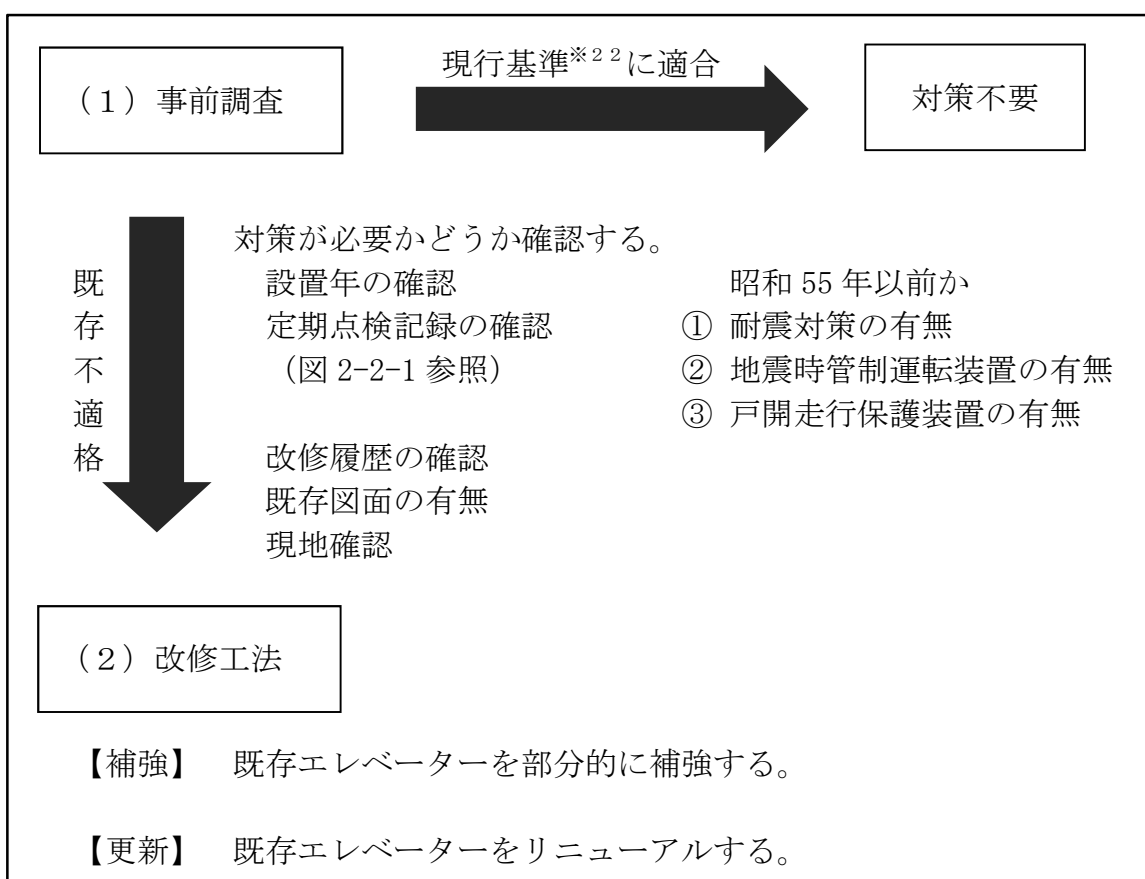 現行基準※22に適合
(1)事前調査
対策不要
対策が必要かどうか確認する。
既存不適格
設置年の確認 昭和55年以前か
定期点検記録の確認 ① 耐震対策の有無
(図2-2-1参照) ② 地震時管制運転装置の有無
③ 戸開走行保護装置の有無
改修履歴の確認
既存図面の有無
現地確認
(2)改修工法
【補強】 既存エレベーターを部分的に補強する。
【更新】 既存エレベーターをリニューアルする。